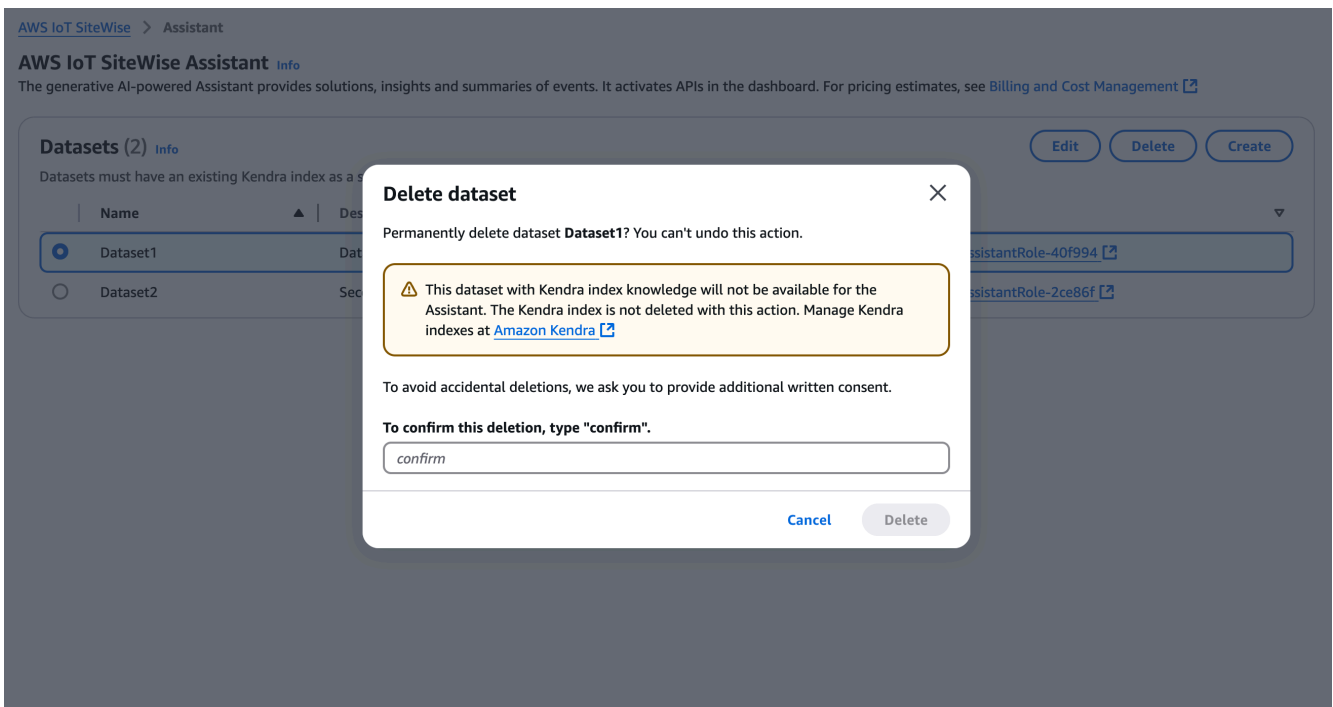 AWS IoT SiteWise > Assistant
AWS IoT SiteWise Assistant Info
The generative AI-powered Assistant provides solutions, insights and summaries of events. It activates APIs in the dashboard. For pricing estimates, see Billing and Cost Management
Datasets (2) Info
Edit Delete Create
Datasets must have an existing Kendra index as a
Name
Dataset1
ssistantRole-40f994
Dataset2
ssistantRole-2ce86f
Delete dataset
Permanently delete dataset Dataset1? You can't undo this action.
This dataset with Kendra index knowledge will not be available for the
Assistant. The Kendra index is not deleted with this action. Manage Kendra
indexes at Amazon Kendra
To avoid accidental deletions, we ask you to provide additional written consent.
To confirm this deletion, type "confirm".
confirm
Cancel Delete